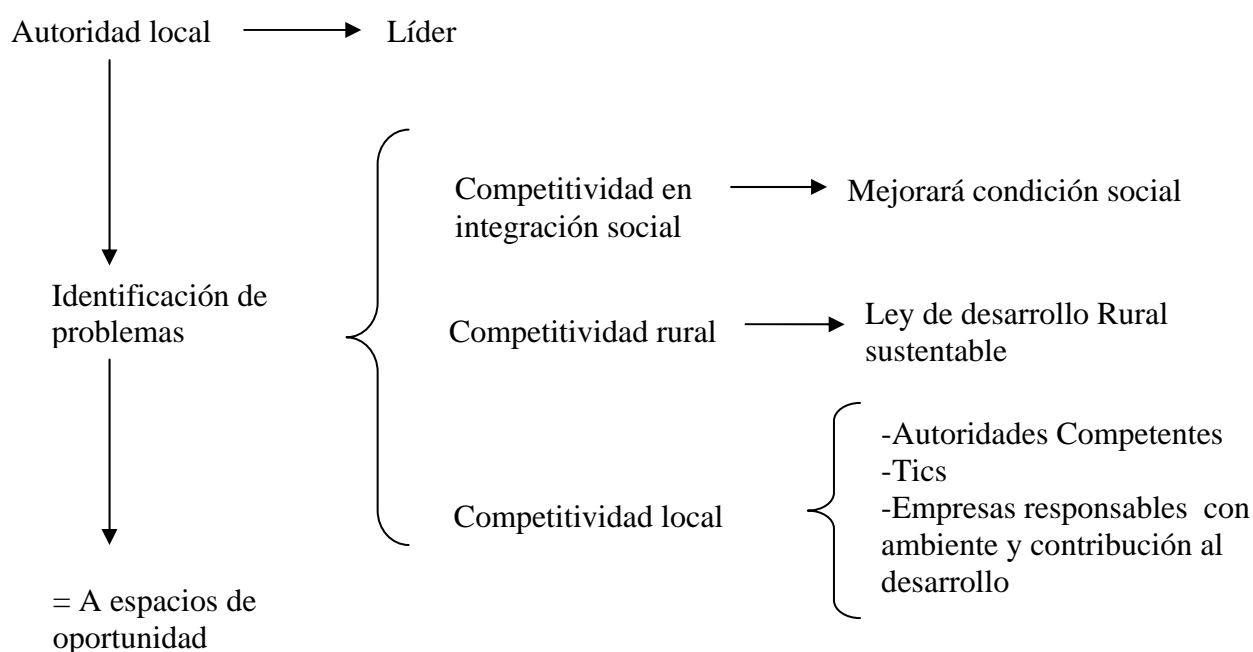 Autoridad local
Líder
Competitividad en
integración social
Mejorará condición social
Identificación de
problemas
Competitividad rural
Ley de desarrollo Rural
sustentable
Competitividad local
-Autoridades Competentes
-Tics
-Empresas responsables  con
ambiente y contribución al
desarrollo
= A espacios de
oportunidad